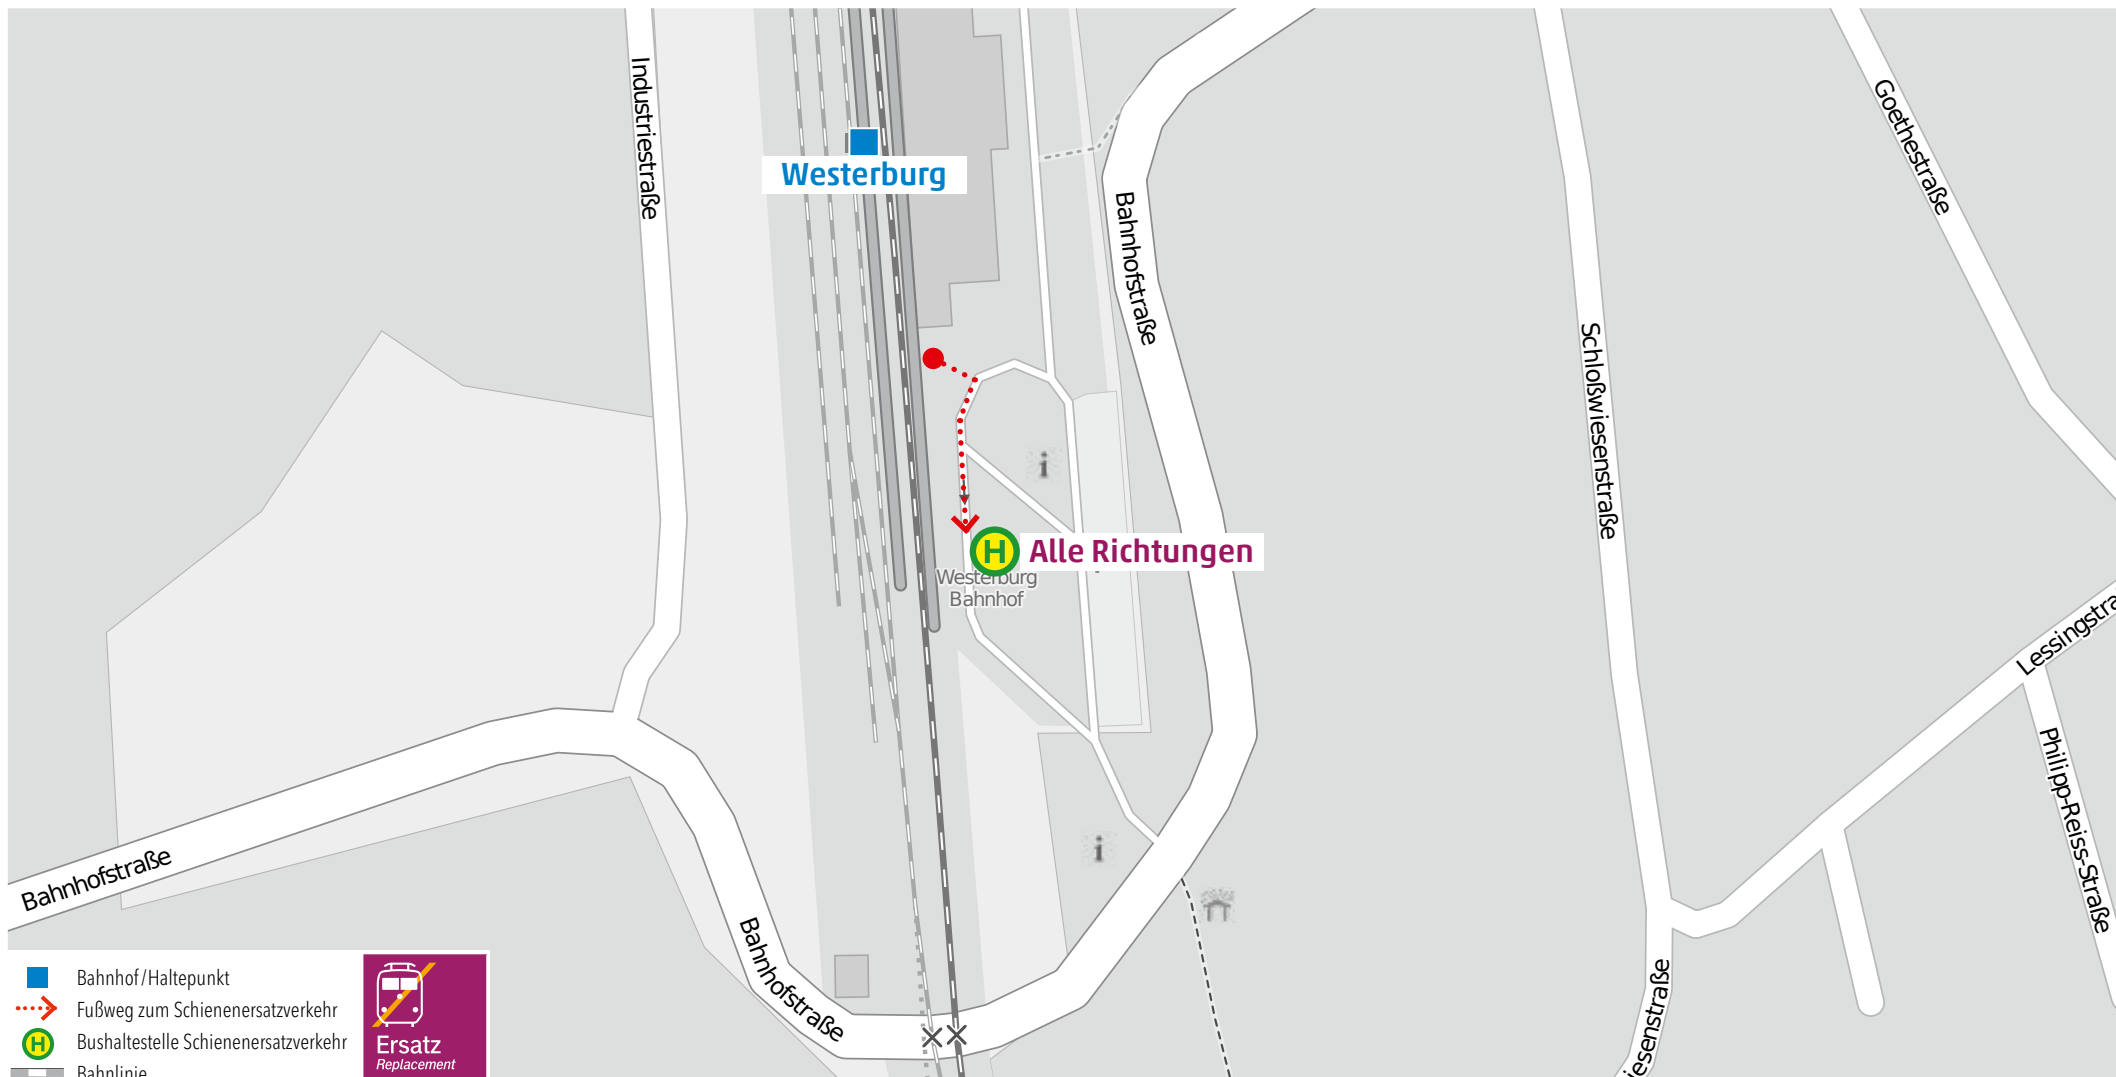 Industriestraße
Goethestraße
Westerburg
Bahnhofstraße
Schloßwiesenstraße
H Alle Richtungen
Westerburg
Bahnhof
Lessingstra
Philipp-Reiss-Straße
Bahnhofstraße
Bahnhofstraße
iesenstraße
Bahnhof/Haltepunkt
Fußweg zum Schienenersatzverkehr
H Bushaltestelle Schienenersatzverkehr
Bahnlinie
Ersatz
Replacement